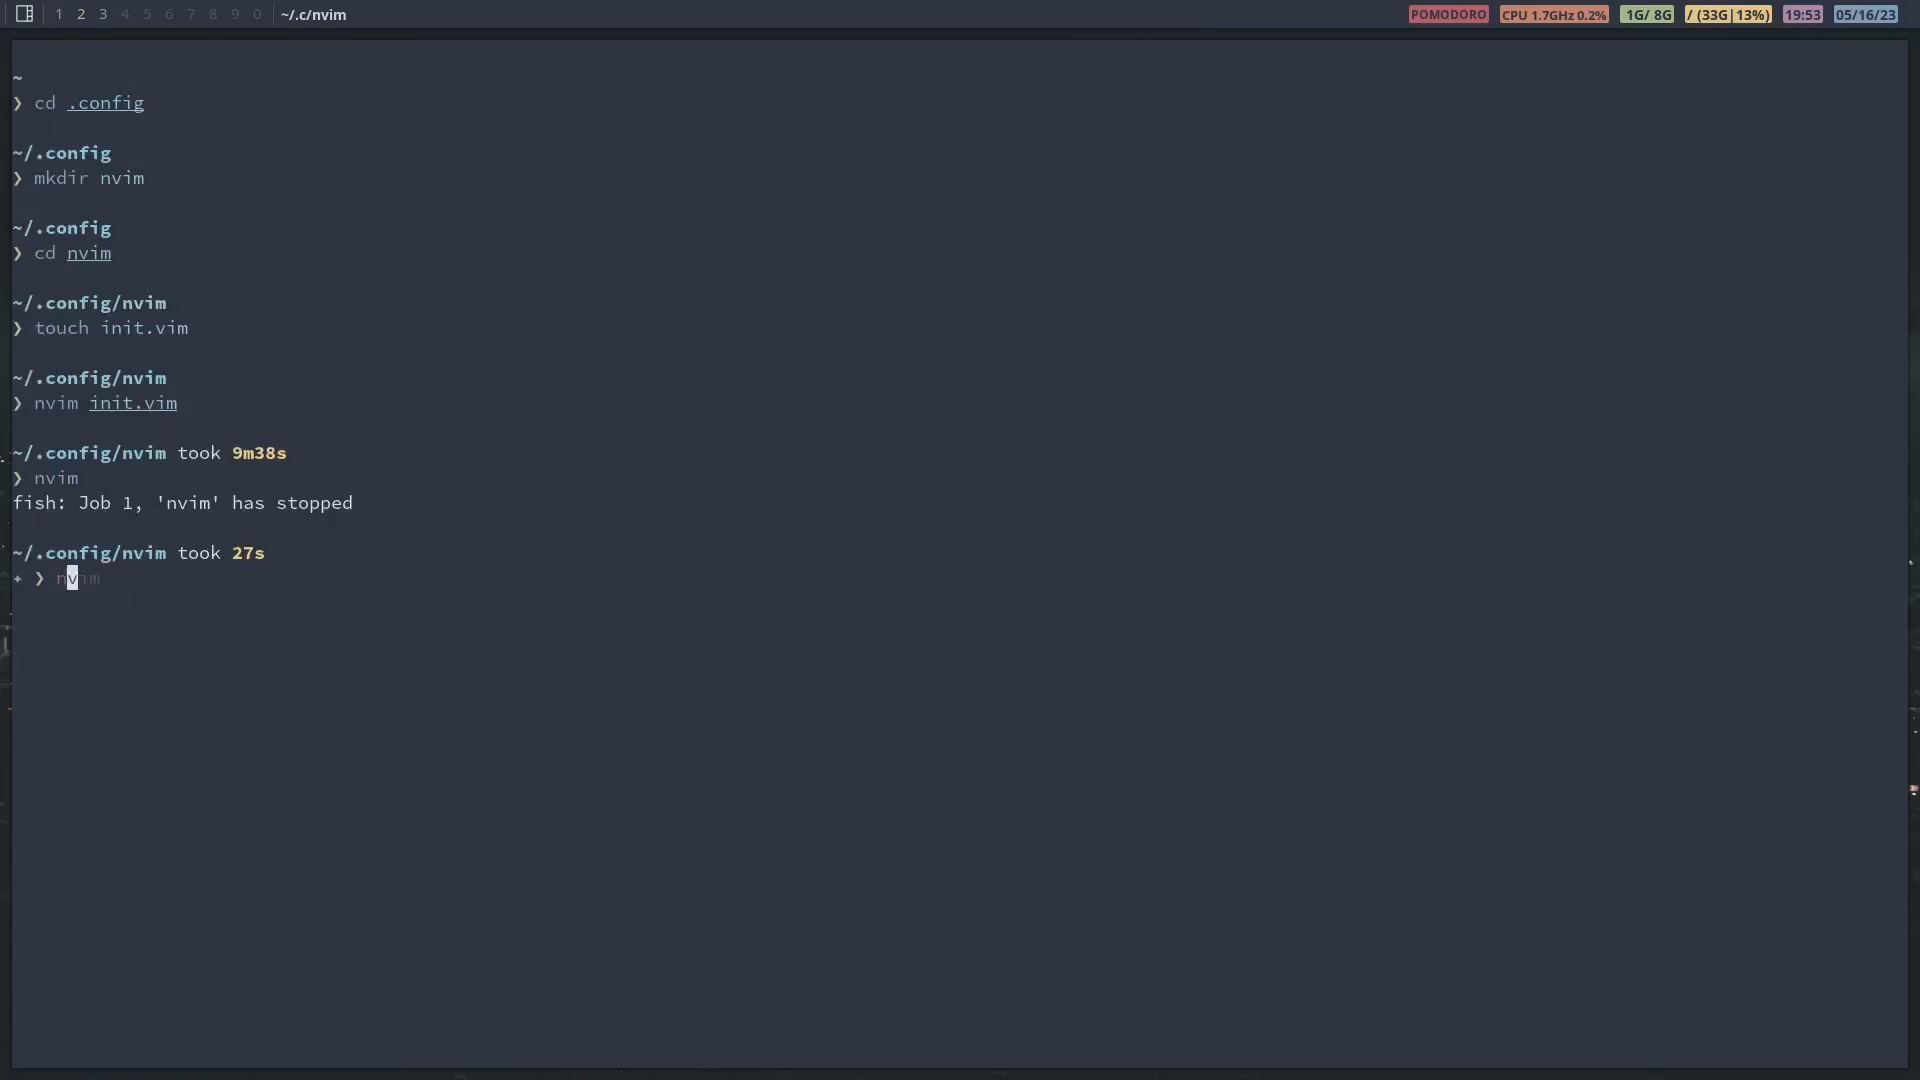 1 2 3 4 5 6 7 8 9 0 ~/.c/nvim POMODORO CPU 1.7GHz 0.2% 1G/ 8G / (33G|13%) 19:53 05/16/23
~
❯ cd .config
~/.config
❯ mkdir nvim
~/.config
❯ cd nvim
~/.config/nvim
❯ touch init.vim
~/.config/nvim
❯ nvim init.vim
~/.config/nvim took 9m38s
❯ nvim
fish: Job 1, 'nvim' has stopped
~/.config/nvim took 27s
✦ ❯ nvim